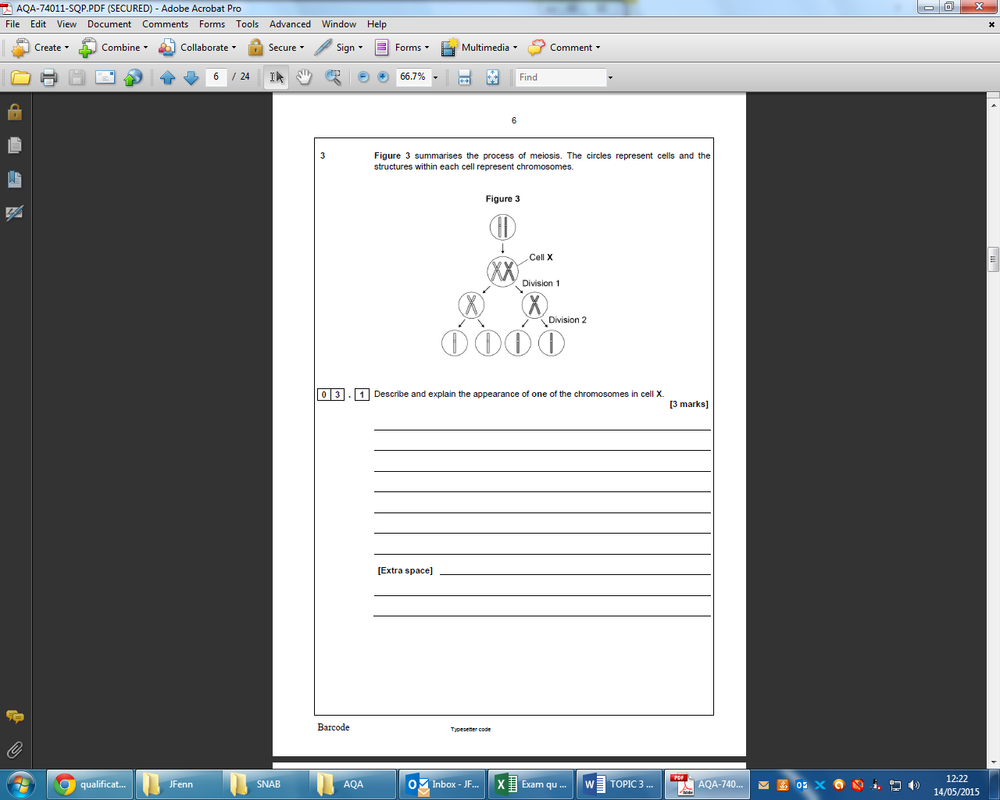 AQA-74011-SQP.PDF (SECURED) - Adobe Acrobat Pro
File Edit View Document Comments Forms Tools Advanced Window Help
Create Combine Collaborate Secure Sign Forms Multimedia Comment
6 / 24 66.7% Find
6
3 Figure 3 summarises the process of meiosis. The circles represent cells and the
structures within each cell represent chromosomes.
Figure 3
Cell X
Division 1
Division 2
0 3 . 1 Describe and explain the appearance of one of the chromosomes in cell X.
[3 marks]
[Extra space]
Barcode Typesetter code
qualificat... JFenn SNAB AQA Inbox - JF... Exam qu ... TOPIC 3 ... PDF AQA-740... 12:22
14/05/2015